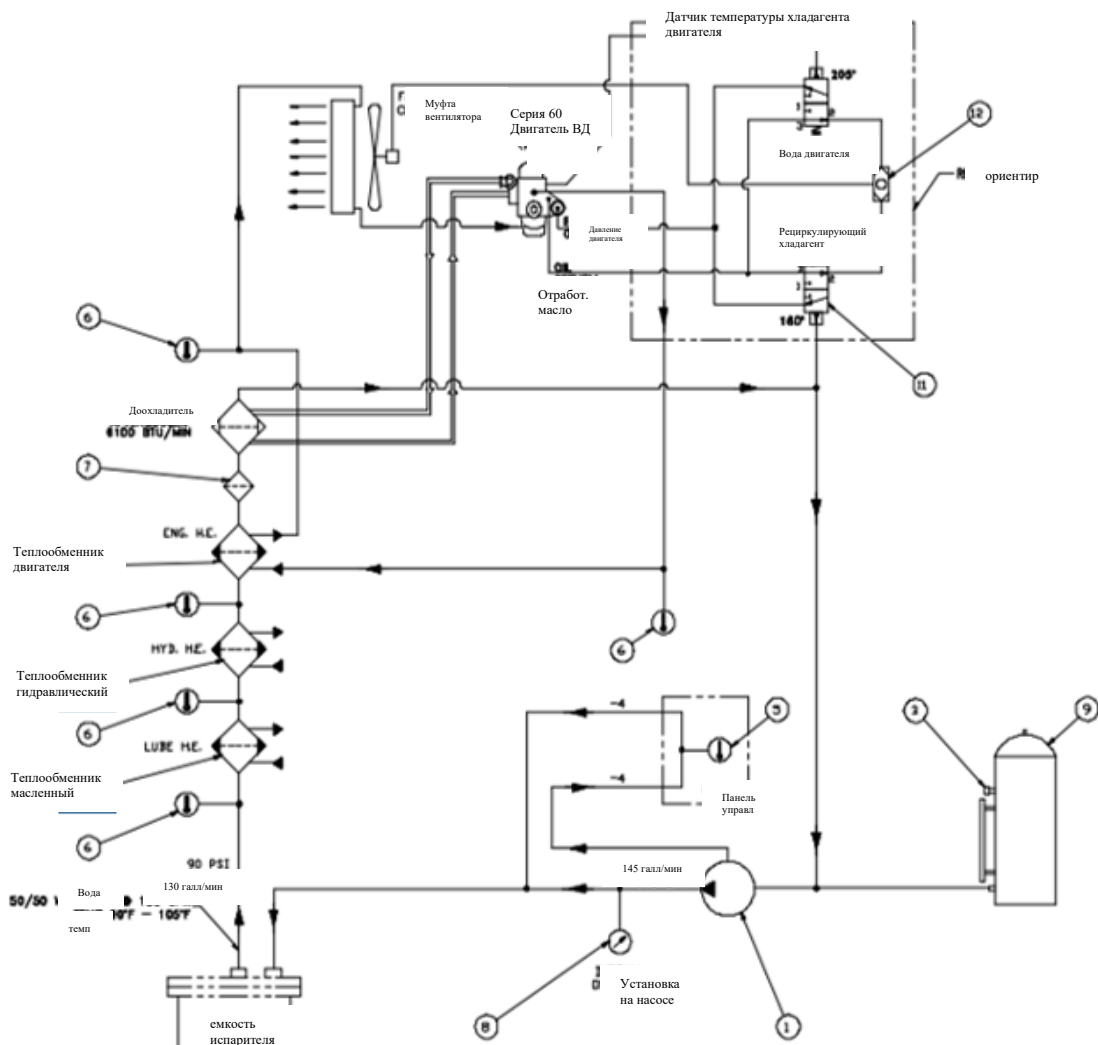 Датчик температуры хладагента
двигателя
205°
Муфта
вентилятора
Серия 60
Двигатель ВД
12
Вода двигателя
ориентир
Давление
двигателя
Рециркулирующий
хладагент
OIL
Отработ.
масло
160°
11
6
Доохладитель
6100 BTU/MIN
7
ENG. H.E.
Теплообменник
двигателя
6
6
HYD. H.E.
Теплообменник
гидравлический
6
-4
5
3
9
LUBE H.E.
Теплообменник
масленный
-4
Панель
управл
6
90 PSI
145 галл/мин
Вода
130 галл/мин
50/50
°F - 105°F
темп
Установка
на насосе
8
1
емкость
испарителя